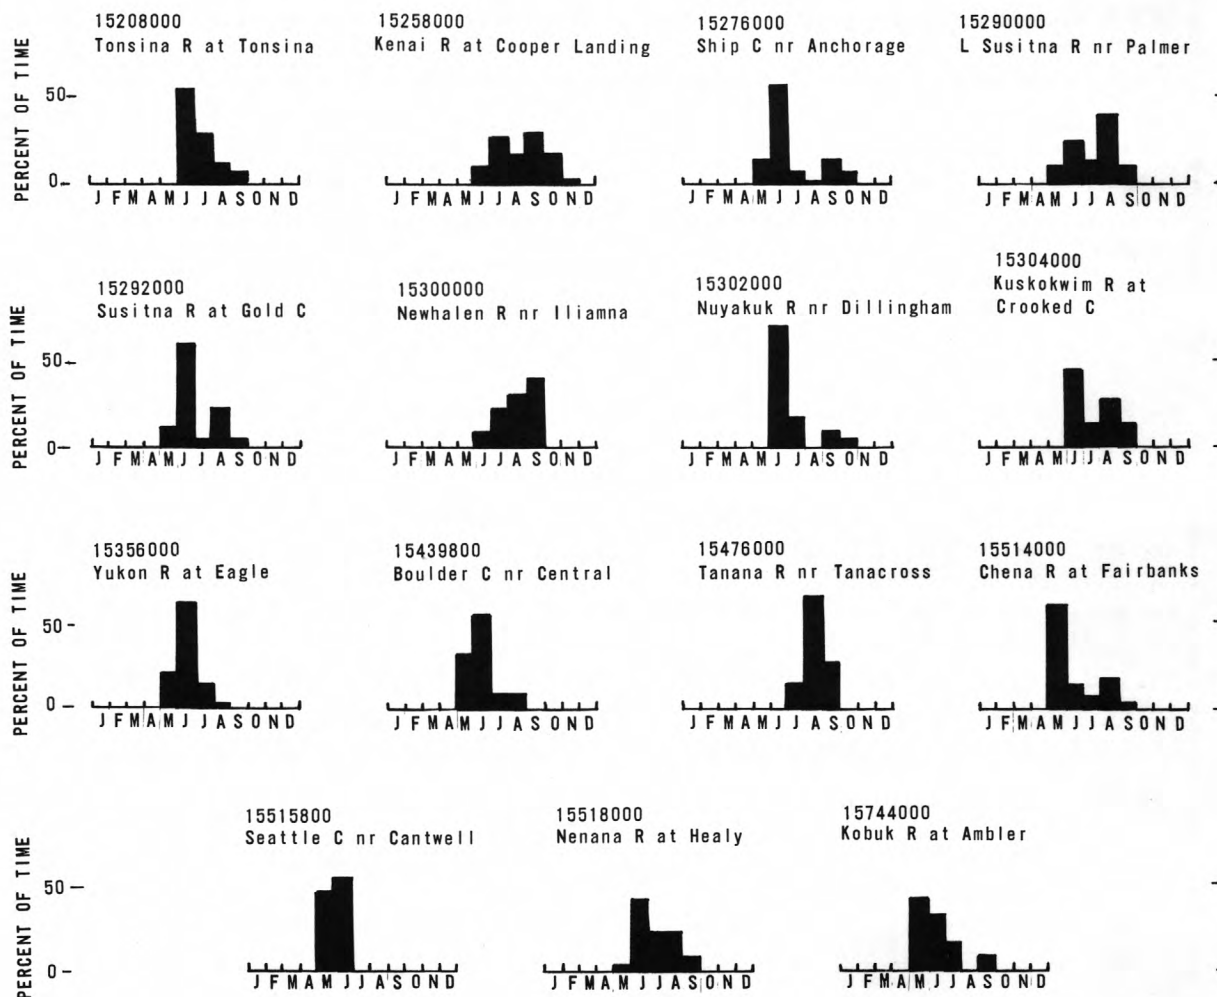 15208000
Tonsina R at Tonsina
15258000
Kenai R at Cooper Landing
15276000
Ship C nr Anchorage
15290000
L Susitna R nr Palmer
PERCENT OF TIME
50
0
J F M A M J J A S O N D
J F M A M J J A S O N D
J F M A M J J A S O N D
J F M A M J J A S O N D
15292000
Susitna R at Gold C
15300000
Newhalen R nr Iliamna
15302000
Nuyakuk R nr Dillingham
15304000
Kuskokwim R at
Crooked C
PERCENT OF TIME
50
0
J F M A M J J A S O N D
J F M A M J J A S O N D
J F M A M J J A S O N D
J F M A M J J A S O N D
15356000
Yukon R at Eagle
15439800
Boulder C nr Central
15476000
Tanana R nr Tanacross
15514000
Chena R at Fairbanks
PERCENT OF TIME
50
0
J F M A M J J A S O N D
J F M A M J J A S O N D
J F M A M J J A S O N D
J F M A M J J A S O N D
15515800
Seattle C nr Cantwell
15518000
Nenana R at Healy
15744000
Kobuk R at Ambler
PERCENT OF TIME
50
0
J F M A M J J A S O N D
J F M A M J J A S O N D
J F M A M J J A S O N D